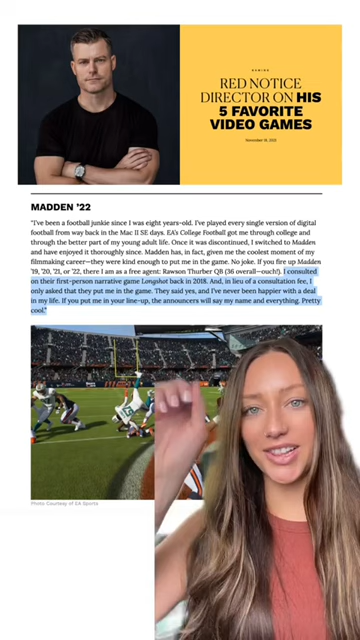 GAMING
RED NOTICE
DIRECTOR ON HIS
5 FAVORITE
VIDEO GAMES
MADDEN ’22
“I’ve been a football junkie since I was eight years-old. I’ve played every single version of digital
football from way back in the Mac II SE days. EA’s College Football got me through college and
through the better part of my young adult life. Once it was discontinued, I switched to Madden
and have enjoyed it thoroughly since. Madden has, in fact, given me the coolest moment of my
filmmaking career—they were kind enough to put me in the game. No joke. If you fire up Madden
’19, ’20, ’21, or ’22, there I am as a free agent: Rawson Thurber QB (36 overall—ouch!). I consulted
on their first-person narrative game Longshot back in 2018. And, in lieu of a consultation fee, I
only asked that they put me in the game. They said yes, and I’ve never been happier with a deal
in my life. If you put me in your line-up, the announcers will say my name and everything. Pretty
cool.”
Photo Courtesy of EA Sports